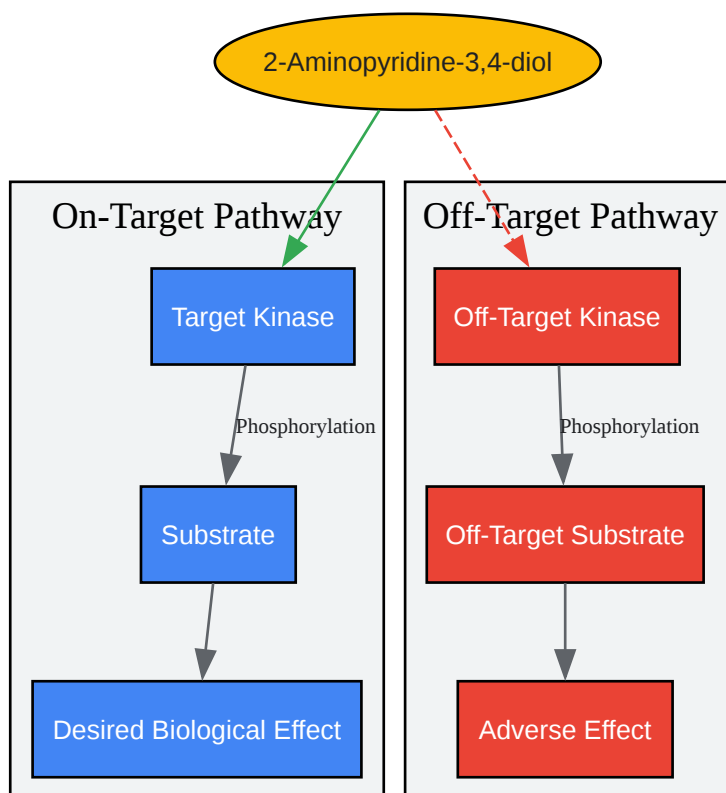 2-Aminopyridine-3,4-diol
On-Target Pathway
Target Kinase
Phosphorylation
Substrate
Desired Biological Effect
Off-Target Pathway
Off-Target Kinase
Phosphorylation
Off-Target Substrate
Adverse Effect